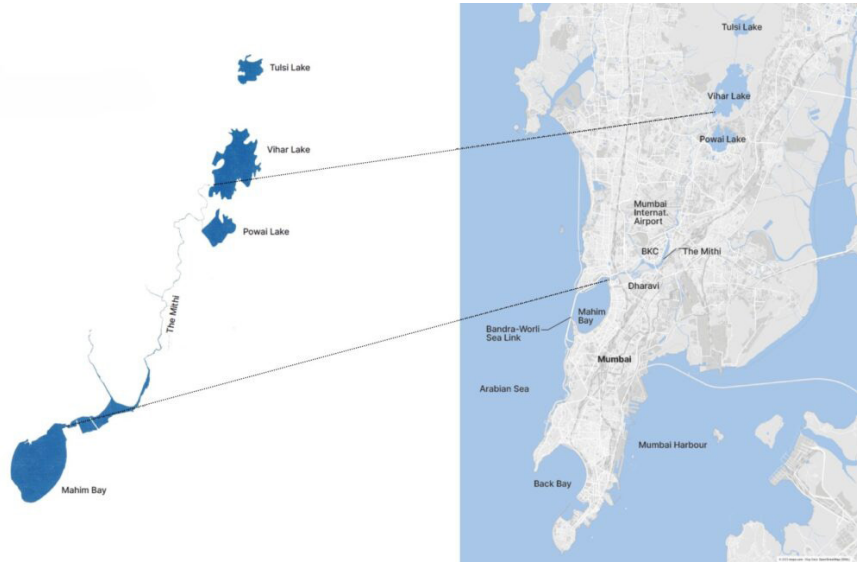 Tulsi Lake
Vihar Lake
Powai Lake
The Mithi
Mahim Bay
Tulsi Lake
Vihar Lake
Powai Lake
Mumbai
Internat.
Airport
BKC
The Mithi
Dharavi
Mahim
Bay
Bandra-Worli
Sea Link
Mumbai
Arabian Sea
Mumbai Harbour
Back Bay